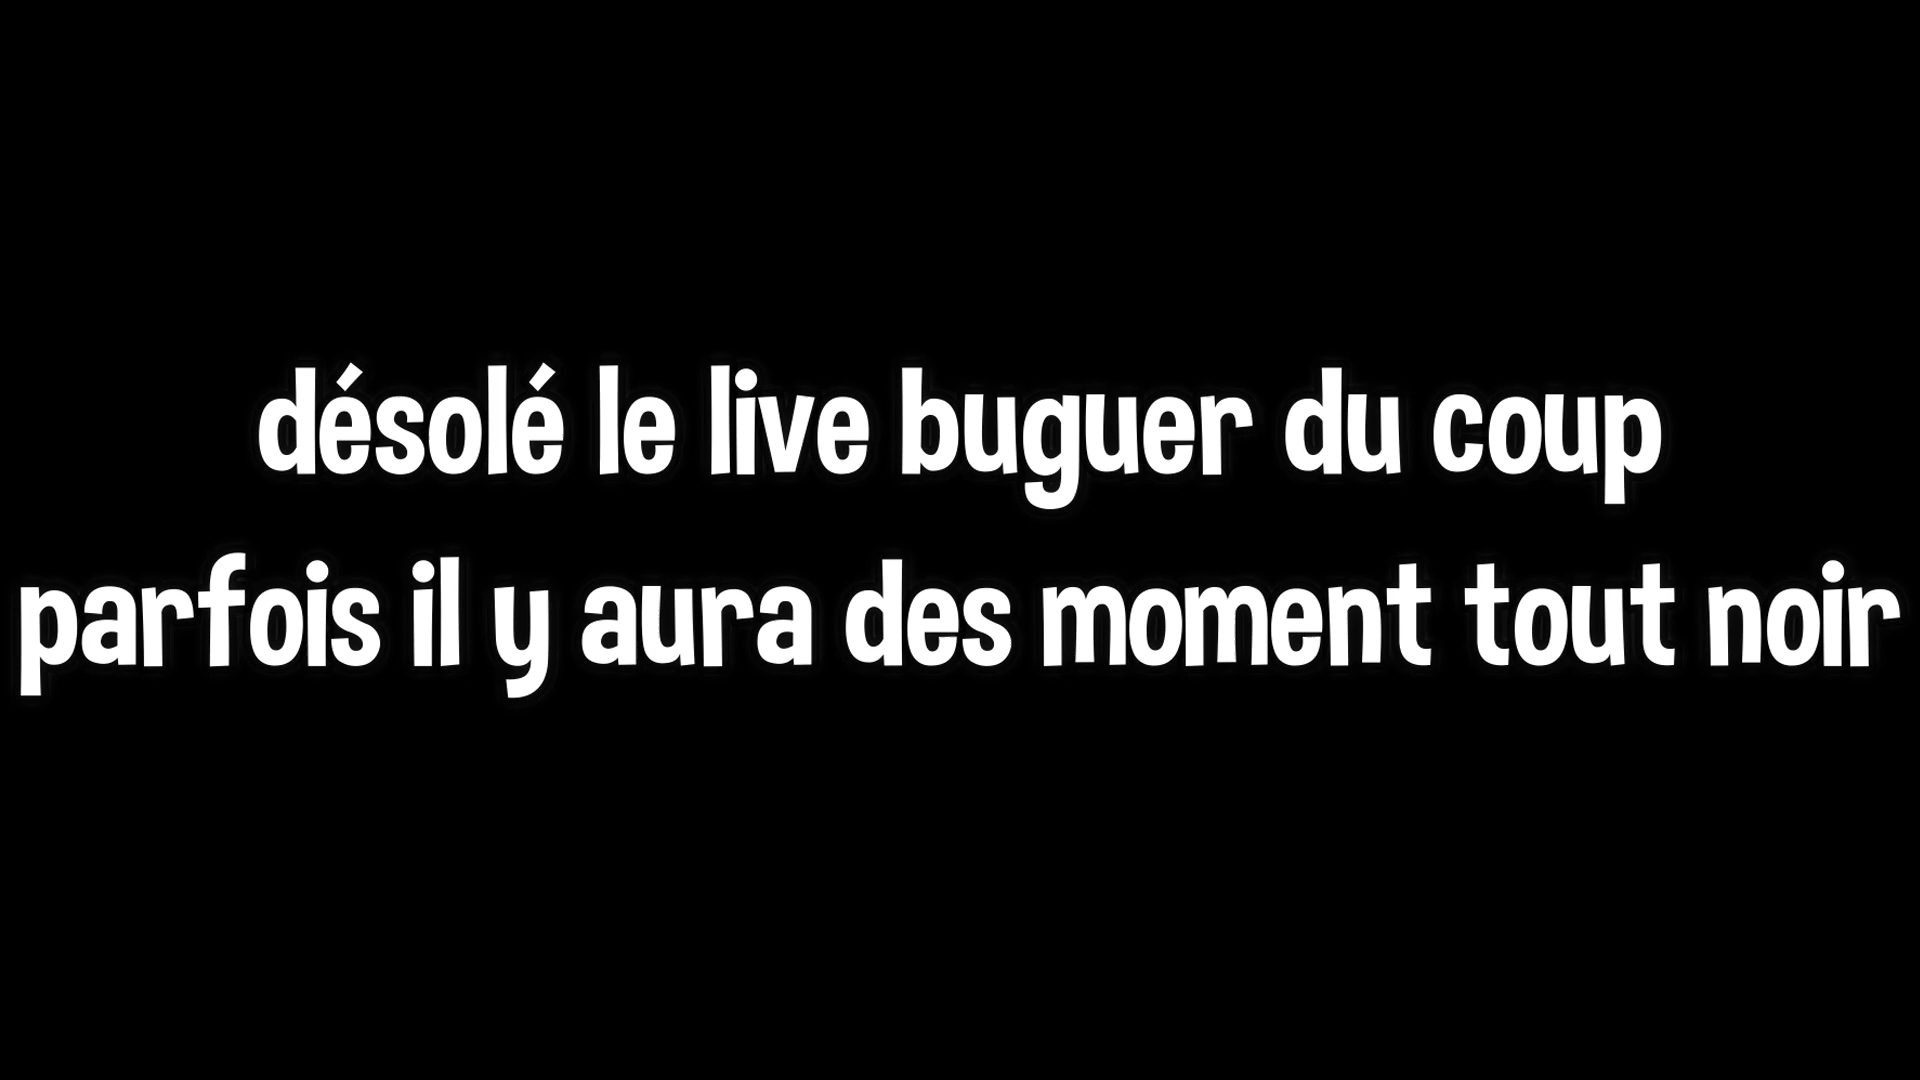 désolé le live buguer du coup
parfois il y aura des moment tout noir